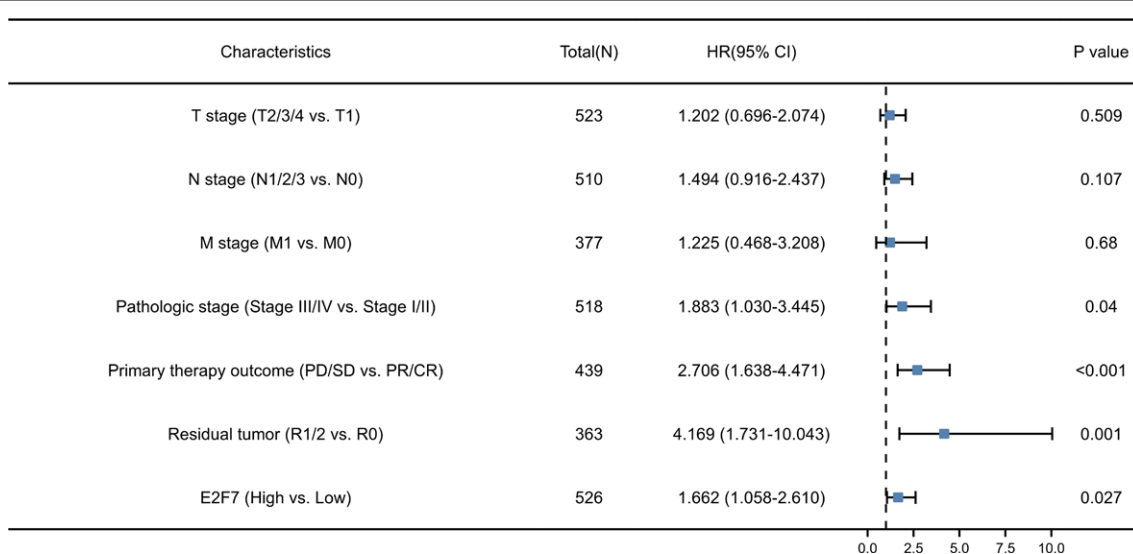 Characteristics Total(N) HR(95% CI) P value
T stage (T2/3/4 vs. T1) 523 1.202 (0.696-2.074) 0.509
N stage (N1/2/3 vs. N0) 510 1.494 (0.916-2.437) 0.107
M stage (M1 vs. M0) 377 1.225 (0.468-3.208) 0.68
Pathologic stage (Stage III/IV vs. Stage I/II) 518 1.883 (1.030-3.445) 0.04
Primary therapy outcome (PD/SD vs. PR/CR) 439 2.706 (1.638-4.471) <0.001
Residual tumor (R1/2 vs. R0) 363 4.169 (1.731-10.043) 0.001
E2F7 (High vs. Low) 526 1.662 (1.058-2.610) 0.027
0.0 2.5 5.0 7.5 10.0